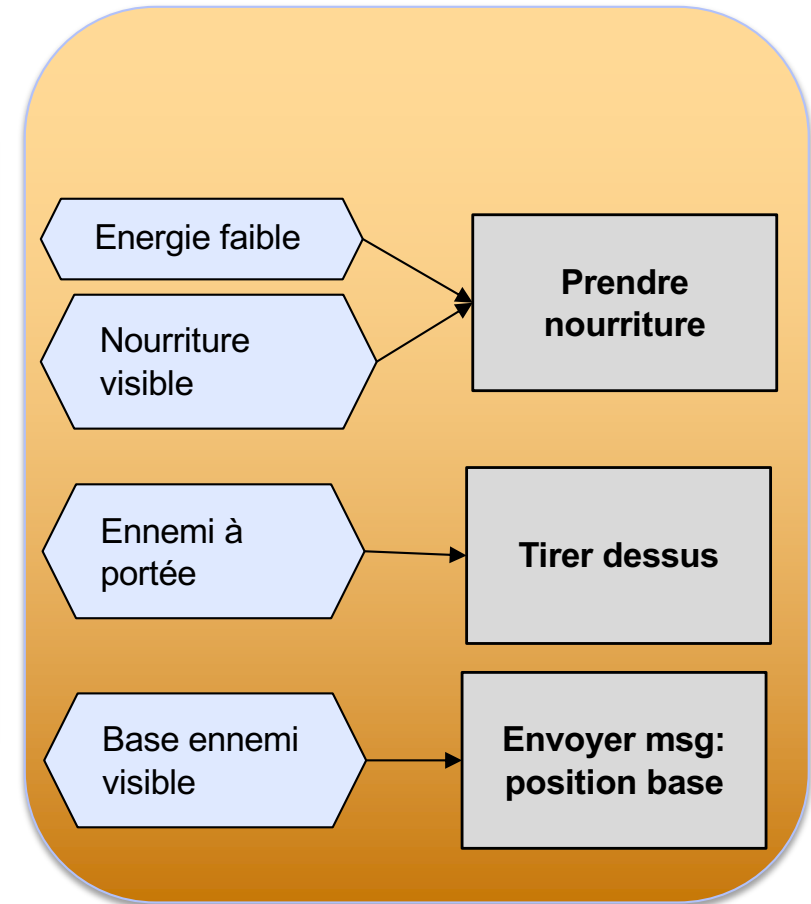 Energie faible
Prendre
nourriture
Nourriture
visible
Ennemi à
portée
Tirer dessus
Base ennemi
visible
Envoyer msg:
position base